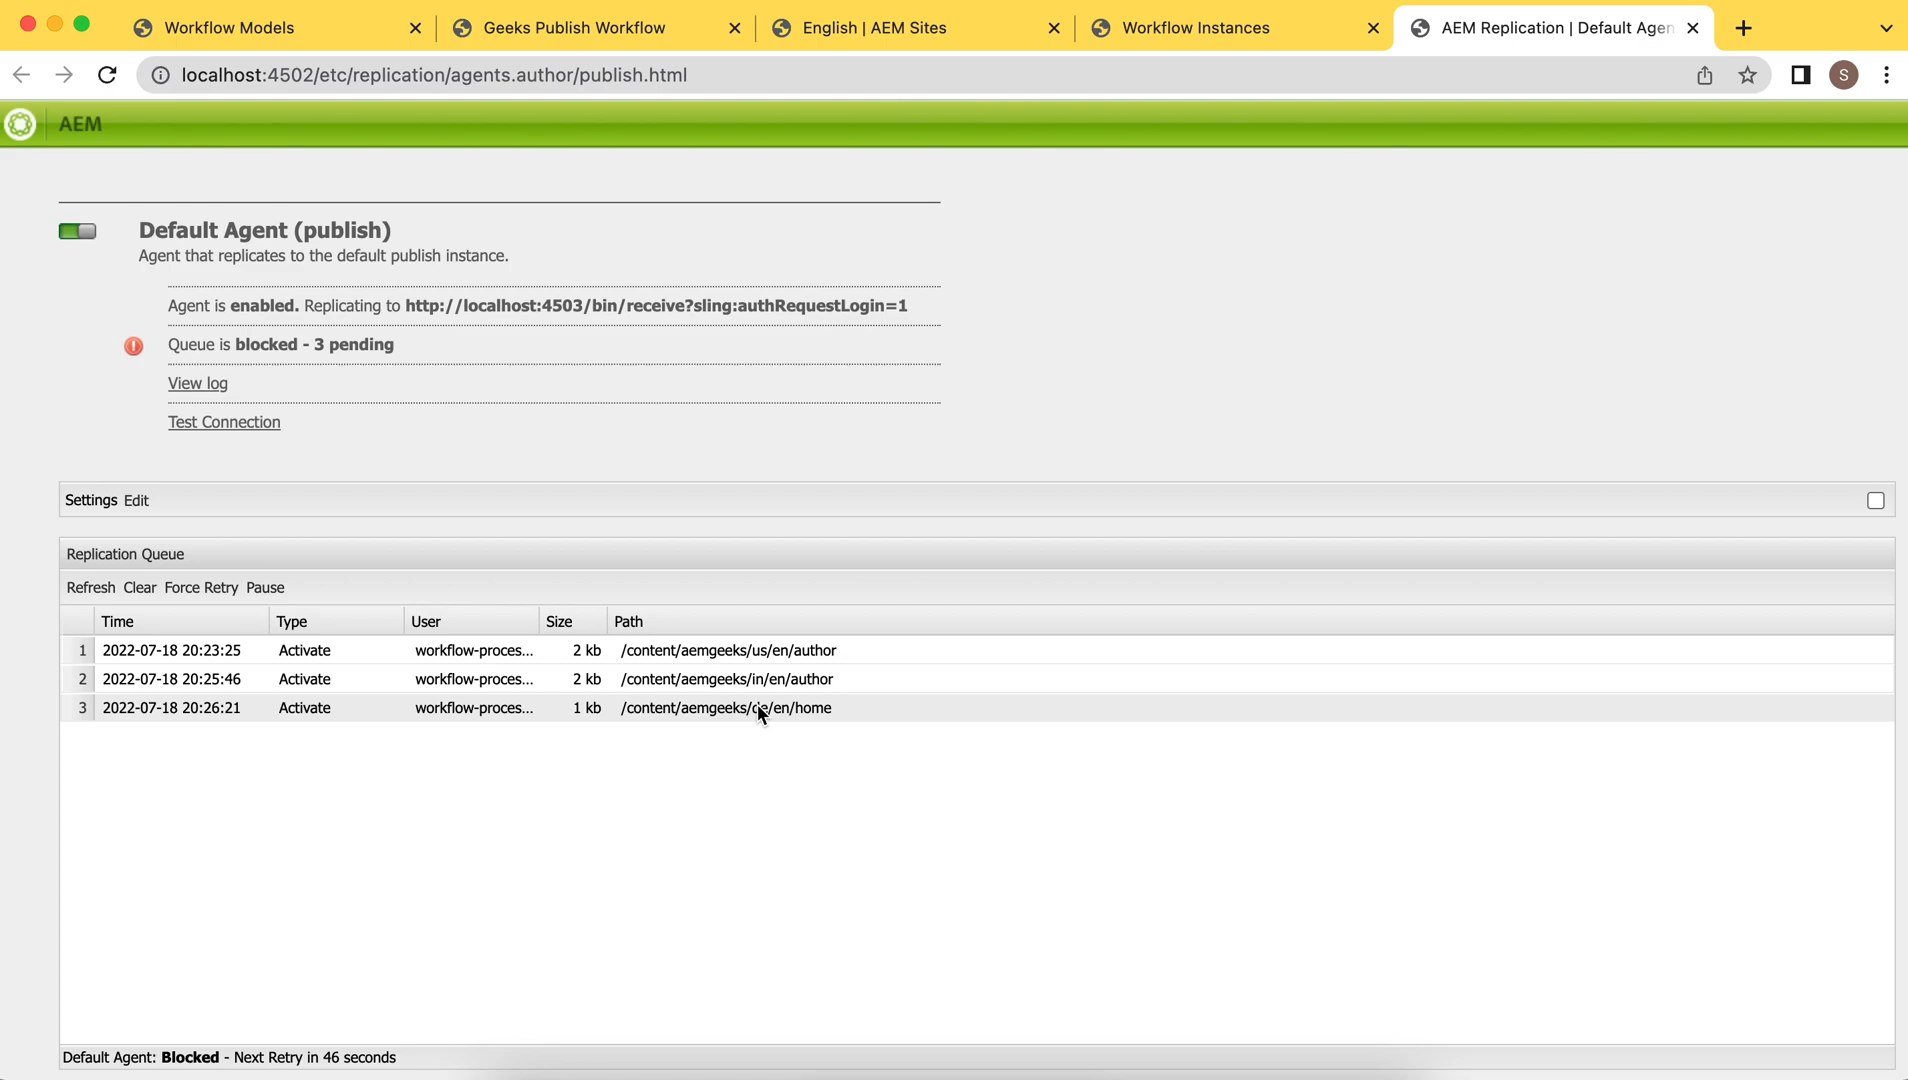 Workflow Models
Geeks Publish Workflow
English | AEM Sites
Workflow Instances
AEM Replication | Default Agen
localhost:4502/etc/replication/agents.author/publish.html
S
AEM
Default Agent (publish)
Agent that replicates to the default publish instance.
Agent is enabled. Replicating to http://localhost:4503/bin/receive?sling:authRequestLogin=1
Queue is blocked - 3 pending
View log
Test Connection
Settings Edit
Replication Queue
Refresh Clear Force Retry Pause
Time Type User Size Path
1 2022-07-18 20:23:25 Activate workflow-proces... 2 kb /content/aemgeeks/us/en/author
2 2022-07-18 20:25:46 Activate workflow-proces... 2 kb /content/aemgeeks/in/en/author
3 2022-07-18 20:26:21 Activate workflow-proces... 1 kb
Default Agent: Blocked - Next Retry in 46 seconds